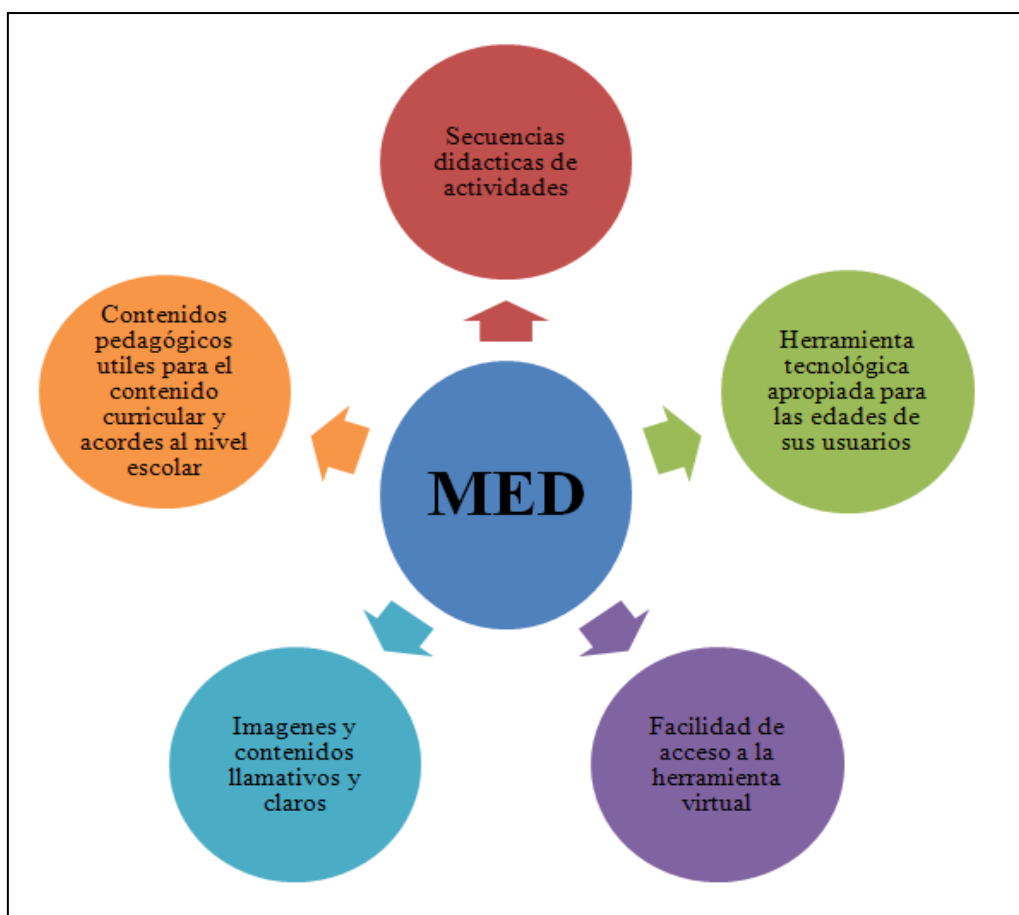 Secuencias
didacticas de
actividades
Contenidos
pedagógicos
utiles para el
contenido
curricular y
acordes al nivel
escolar
Herramienta
tecnológica
apropiada para
las edades de
sus usuarios
MED
Imagenes y
contenidos
llamativos y
claros
Facilidad de
acceso a la
herramienta
virtual